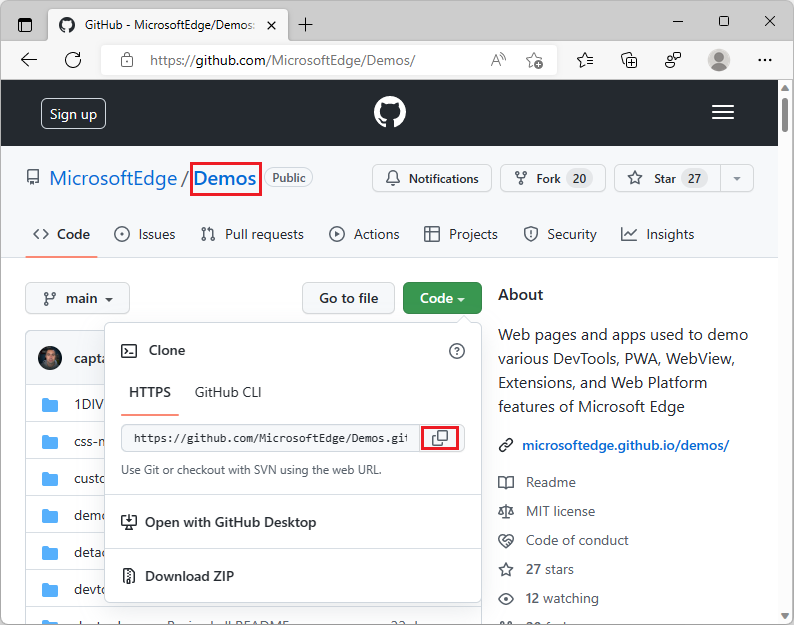 GitHub - MicrosoftEdge/Demos:
https://github.com/MicrosoftEdge/Demos/
Sign up
MicrosoftEdge / Demos Public
Notifications Fork 20 Star 27
Code Issues Pull requests Actions Projects Security Insights
main Go to file Code
About
Clone
Web pages and apps used to demo
various DevTools, PWA, WebView,
Extensions, and Web Platform
features of Microsoft Edge
HTTPS GitHub CLI
https://github.com/MicrosoftEdge/Demos.git
Use Git or checkout with SVN using the web URL.
Open with GitHub Desktop
Download ZIP
microsoftedge.github.io/demos/
Readme
MIT license
Code of conduct
27 stars
12 watching
capta
1DIV
css-
custo
demo
detac
devto